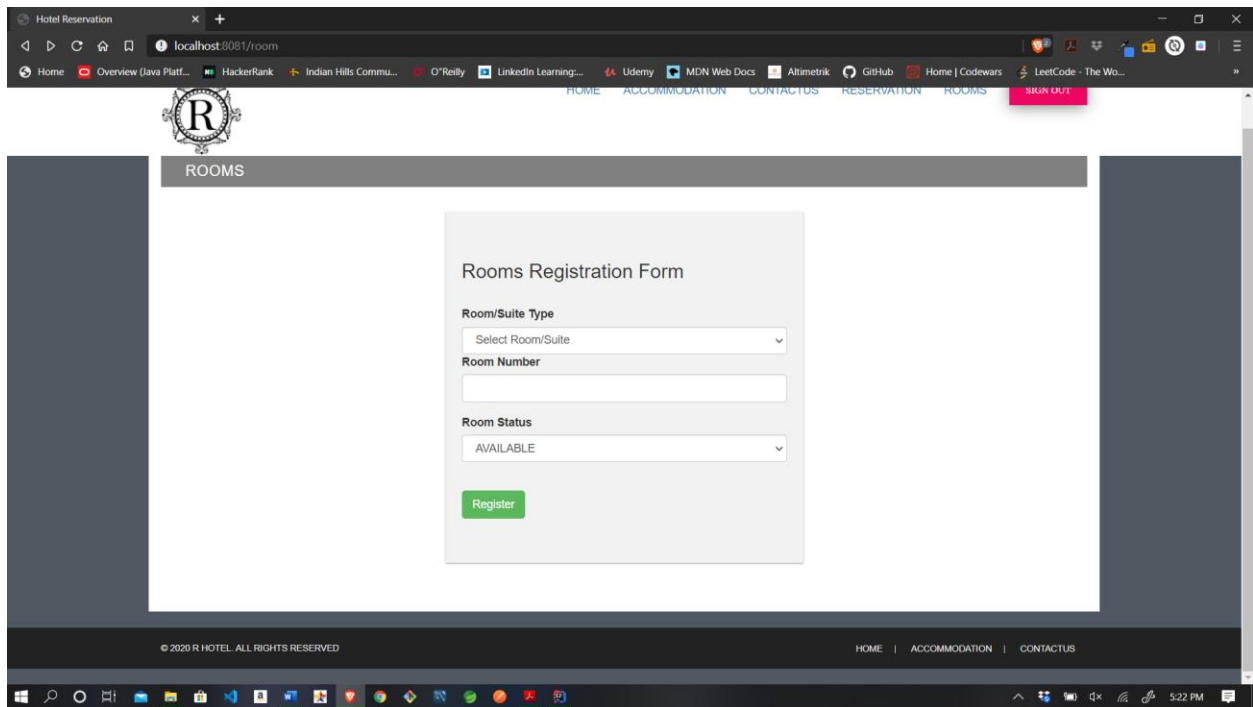 Hotel Reservation
localhost:8081/room
Home Overview (Java Platf... HackerRank Indian Hills Commu... O"Reilly LinkedIn Learning:... Udemy MDN Web Docs Altimetrik GitHub Home | Codewars LeetCode - The Wo... »
HOME ACCOMMODATION CONTACTUS RESERVATION ROOMS SIGN OUT
R
ROOMS
Rooms Registration Form
Room/Suite Type
Select Room/Suite
Room Number
Room Status
AVAILABLE
Register
© 2020 R HOTEL. ALL RIGHTS RESERVED HOME | ACCOMMODATION | CONTACTUS
5:22 PM